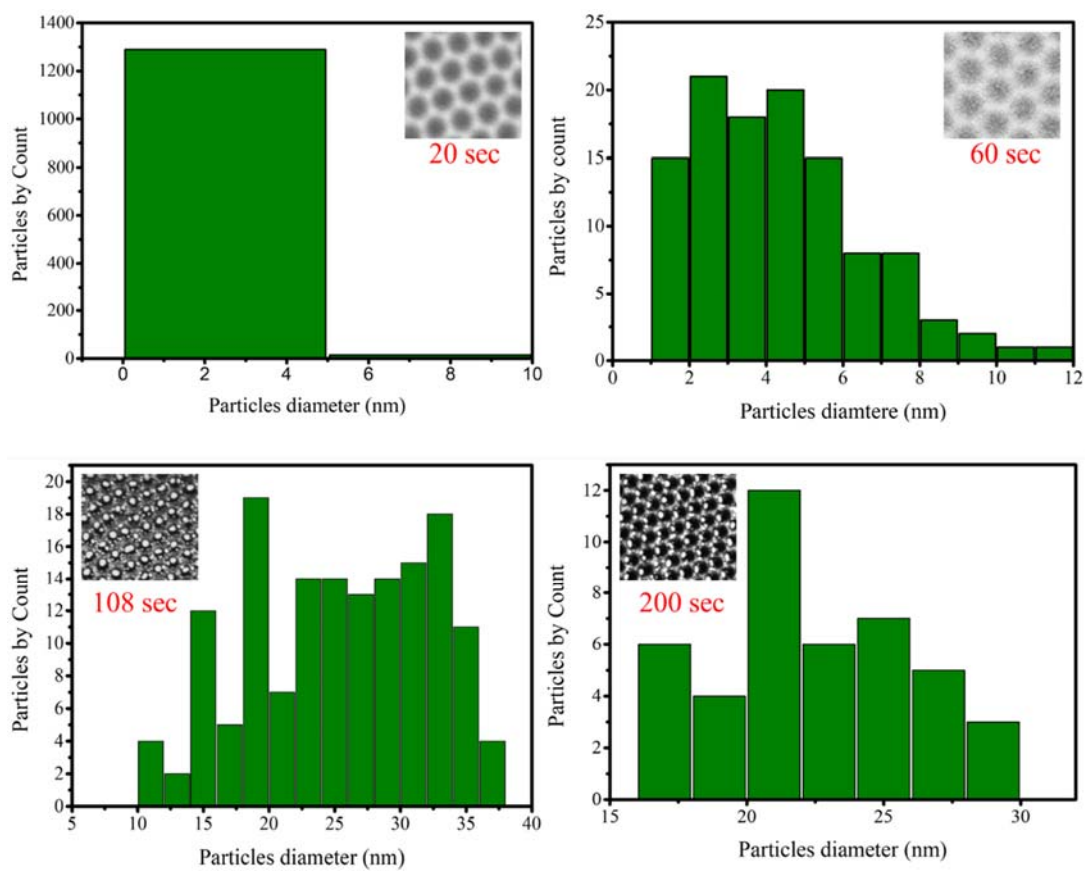 1400
1200
1000
800
600
400
200
0
Particles by Count
20 sec
0 2 4 6 8 10
Particles diameter (nm)
25
20
15
10
5
0
Particles by count
60 sec
0 2 4 6 8 10 12
Particles diamtere (nm)
20
18
16
14
12
10
8
6
4
2
0
Particles by Count
108 sec
5 10 15 20 25 30 35 40
Particles diameter (nm)
12
10
8
6
4
2
0
Particles by Count
200 sec
15 20 25 30
Particles diameter (nm)